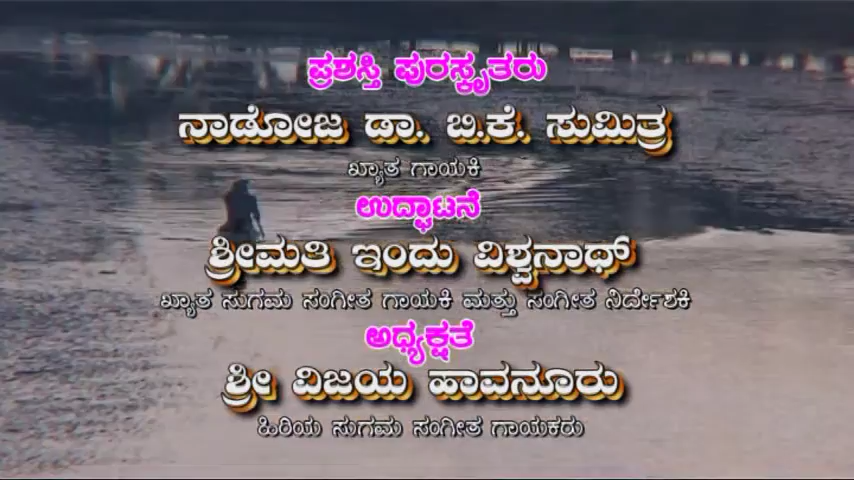 ಪ್ರಶಸ್ತಿ ಪುರಸ್ಕೃತರು
ನಾಡೋಜ ಡಾ. ಬಿ.ಕೆ. ಸುಮಿತ್ರ
ಖ್ಯಾತ ಗಾಯಕಿ
ಉದ್ಘಾಟನೆ
ಶ್ರೀಮತಿ ಇಂದು ವಿಶ್ವನಾಥ್
ಖ್ಯಾತ ಸುಗಮ ಸಂಗೀತ ಗಾಯಕಿ ಮತ್ತು ಸಂಗೀತ ನಿರ್ದೇಶಕಿ
ಅಧ್ಯಕ್ಷತೆ
ಶ್ರೀ ವಿಜಯ ಹಾವನೂರು
ಹಿರಿಯ ಸುಗಮ ಸಂಗೀತ ಗಾಯಕರು